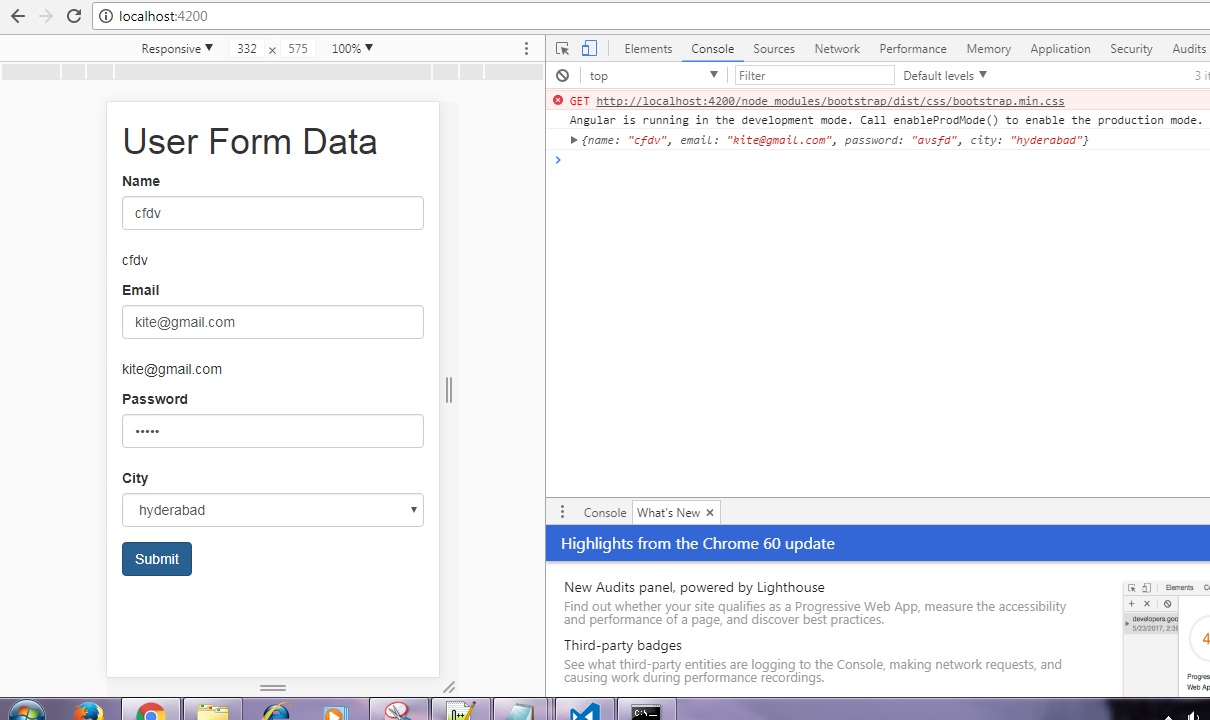 localhost:4200
Responsive ▼ 332 × 575 100% ▼
Elements Console Sources Network Performance Memory Application Security Audits
top ▼ Filter Default levels ▼ 3
GET http://localhost:4200/node_modules/bootstrap/dist/css/bootstrap.min.css
Angular is running in the development mode. Call enableProdMode() to enable the production mode.
{name: "cfdv", email: "kite@gmail.com", password: "avsfd", city: "hyderabad"}
User Form Data
Name
cfdv
cfdv
Email
kite@gmail.com
kite@gmail.com
Password
•••••
City
hyderabad
Submit
Console What's New ×
Highlights from the Chrome 60 update
New Audits panel, powered by Lighthouse
Find out whether your site qualifies as a Progressive Web App, measure the accessibility
and performance of a page, and discover best practices.
Third-party badges
See what third-party entities are logging to the Console, making network requests, and
causing work during performance recordings.
Elements
developers.goo
5/23/2017, 2:3
4
Progres
Web Ap
C:\